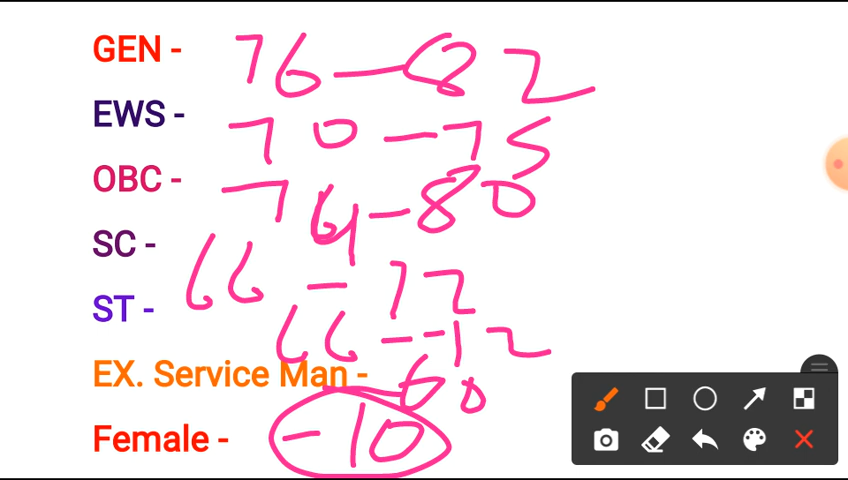 GEN - 76 - 82
EWS - 70 - 75
OBC - 74 - 80
SC - 66 - 72
ST - 66 - 72
EX. Service Man - 60
Female - -10